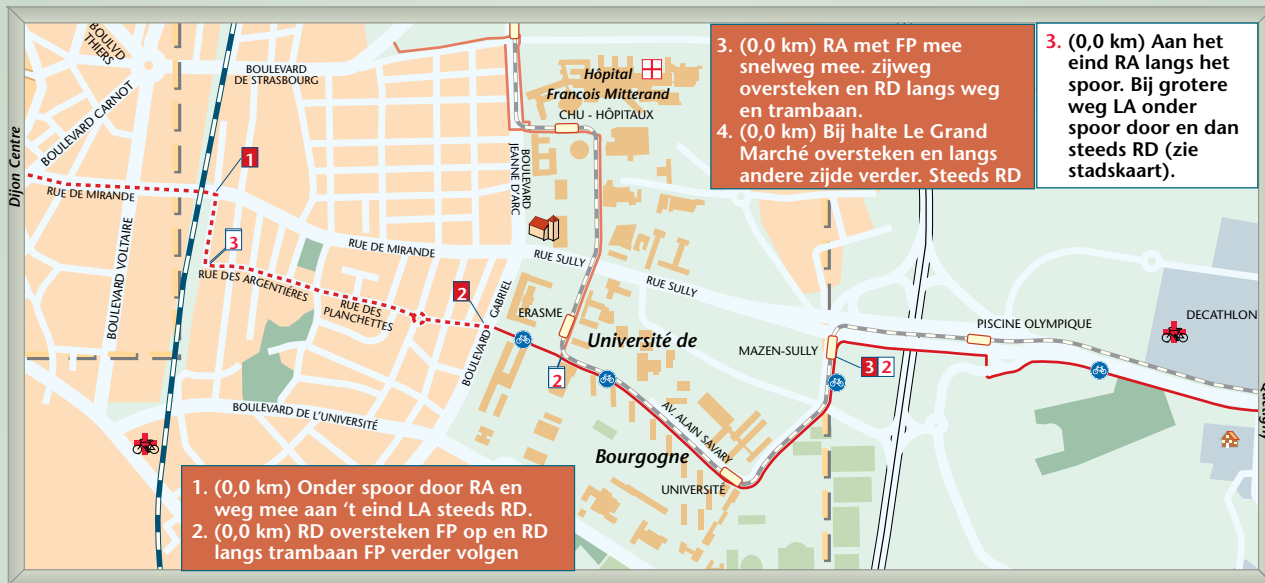 BOULVD
THIERS
BOULEVARD
DE STRASBOURG
BOULEVARD CARNOT
Dijon Centre
1
RUE DE MIRANDE
BOULEVARD VOLTAIRE
3
RUE DES ARGENTIÉRES
RUE DES
PLANCHETTES
RUE DE MIRANDE
2
BOULEVARD GABRIEL
BOULEVARD DE L'UNIVERSITÉ
Hôpital
Francois Mitterand
CHU - HÔPITAUX
BOULEVARD
JEANNE D'ARC
RUE SULLY
RUE SULLY
ERASME
Université de
2
AV. ALAIN SAVARY
Bourgogne
UNIVERSITÉ
MAZEN-SULLY
3 2
PISCINE OLYMPIQUE
DECATHLON
3. (0,0 km) RA met FP mee
snelweg mee. zijweg
oversteken en RD langs weg
en trambaan.
4. (0,0 km) Bij halte Le Grand
Marché oversteken en langs
andere zijde verder. Steeds RD
3. (0,0 km) Aan het
eind RA langs het
spoor. Bij grotere
weg LA onder
spoor door en dan
steeds RD (zie
stadskaart).
1. (0,0 km) Onder spoor door RA en
weg mee aan ‘t eind LA steeds RD.
2. (0,0 km) RD oversteken FP op en RD
langs trambaan FP verder volgen